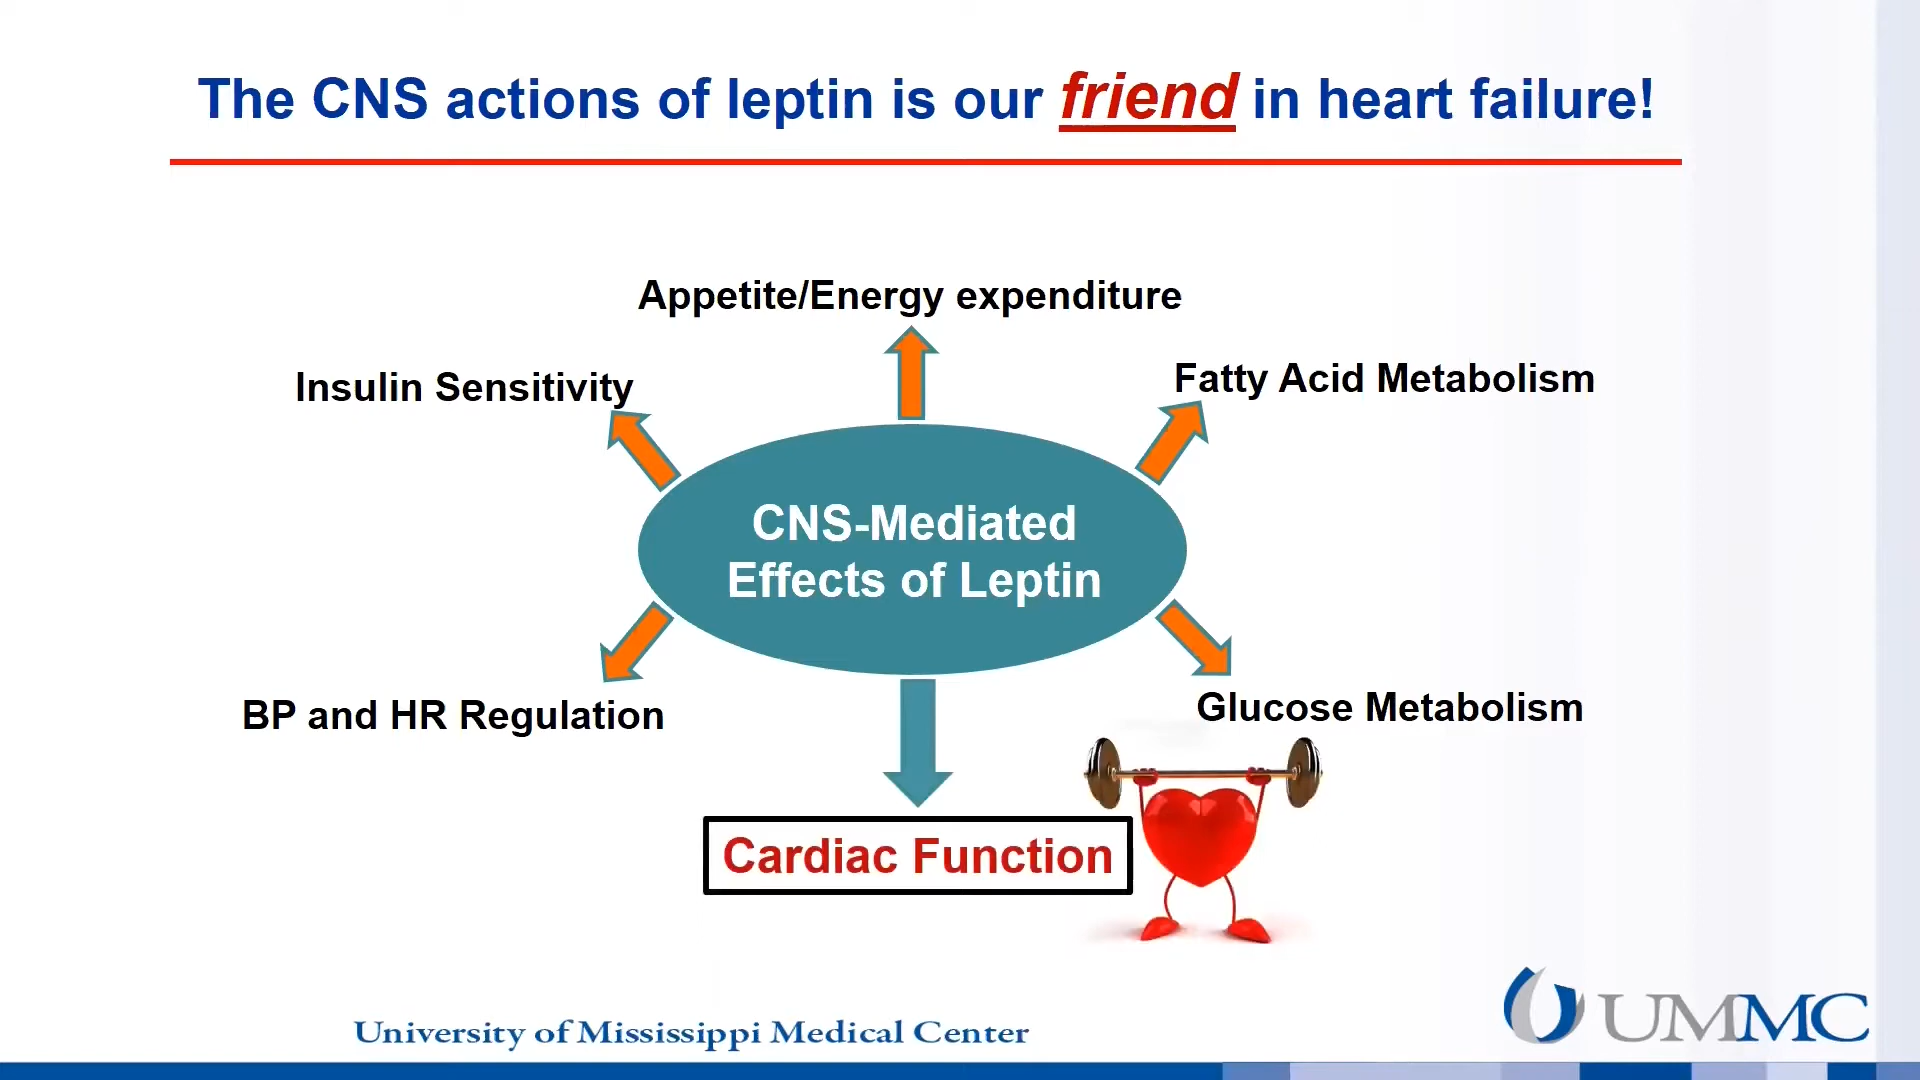 The CNS actions of leptin is our friend in heart failure!
Appetite/Energy expenditure
Insulin Sensitivity
Fatty Acid Metabolism
CNS-Mediated
Effects of Leptin
BP and HR Regulation
Glucose Metabolism
Cardiac Function
University of Mississippi Medical Center
UMMC